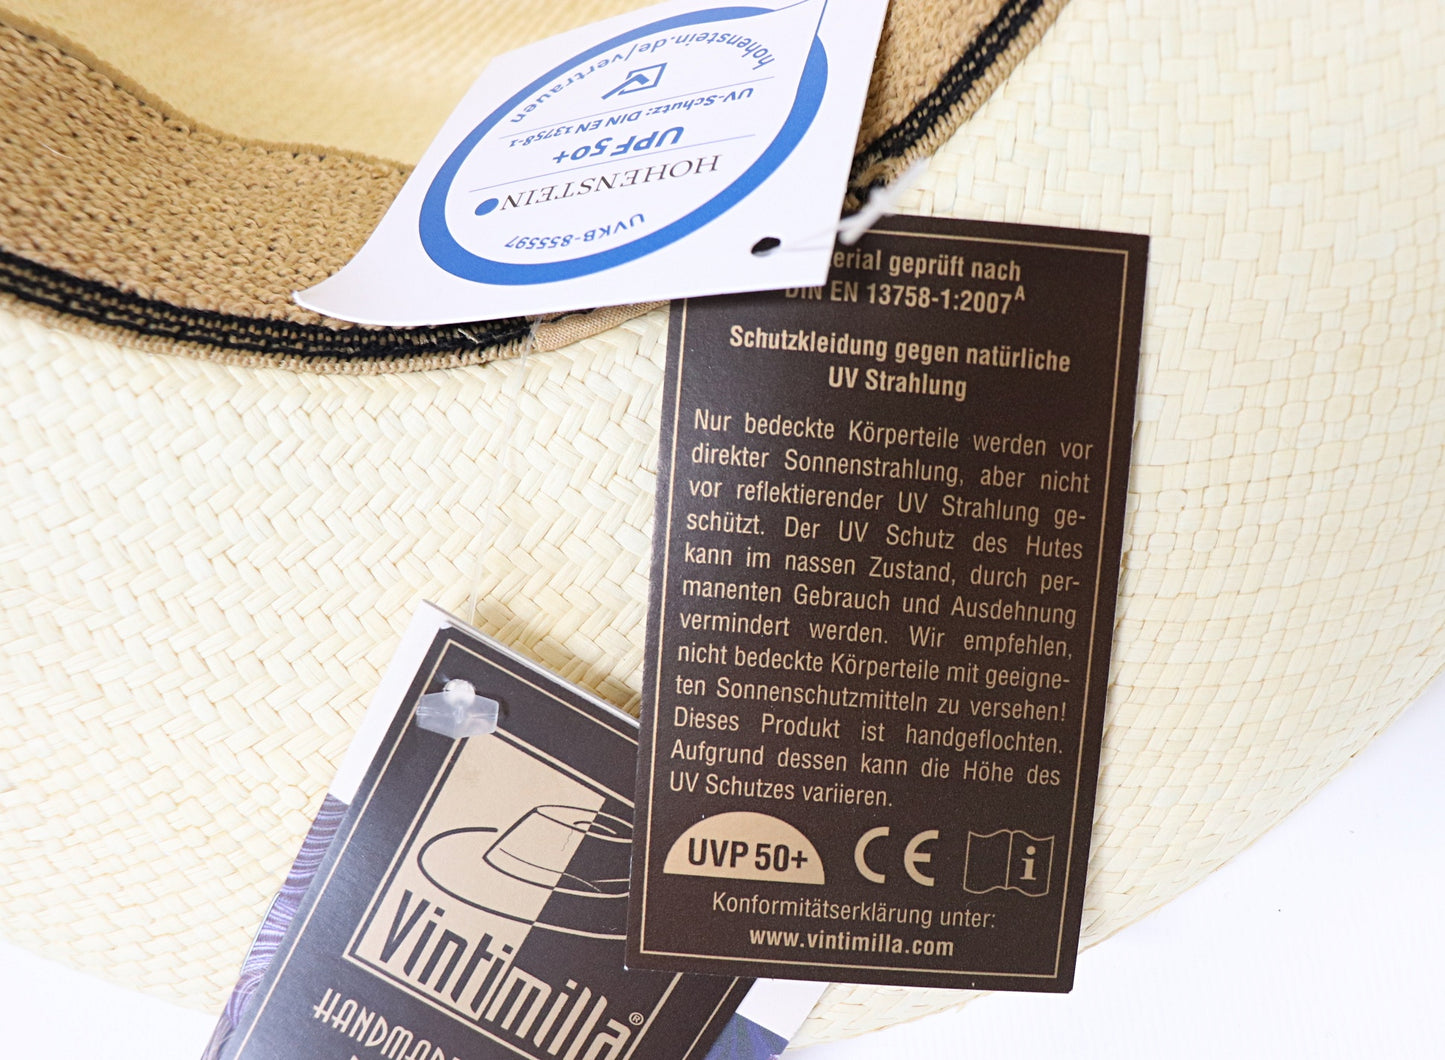 hohenstein.de/vertrauen
UV-Schutz: DIN EN 13758-1
UPF 50+
HOHENSTEIN
UVKB-855597
geprüft nach
DIN EN 13758-1:2007A
Schutzkleidung gegen natürliche
UV Strahlung
Nur bedeckte Körperteile werden vor
direkter Sonnenstrahlung, aber nicht
vor reflektierender UV Strahlung ge-
schützt. Der UV Schutz des Hutes
kann im nassen Zustand, durch per-
manenten Gebrauch und Ausdehnung
vermindert werden. Wir empfehlen,
nicht bedeckte Körperteile mit geeigne-
ten Sonnenschutzmitteln zu versehen!
Dieses Produkt ist handgeflochten.
Aufgrund dessen kann die Höhe des
UV Schutzes variieren.
UVP 50+ CE i
Konformitätserklärung unter:
www.vintimilla.com
Vintimilla®